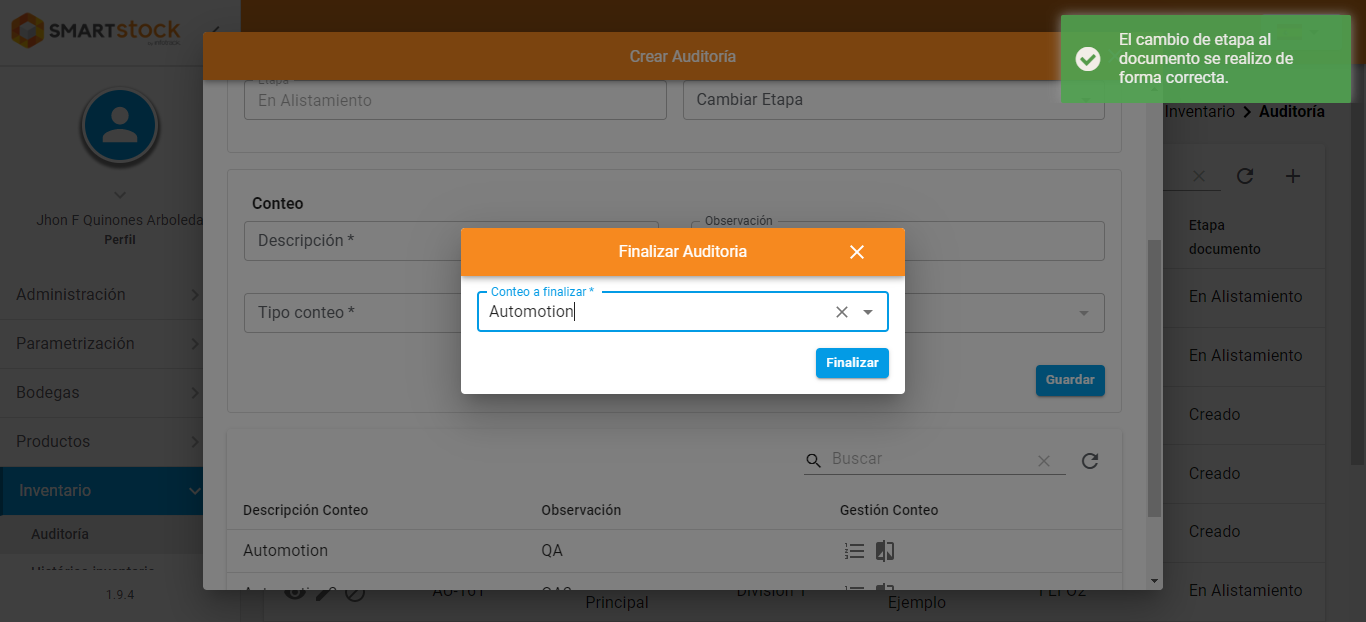 SMARTstock
Crear Auditoría
El cambio de etapa al
documento se realizo de
forma correcta.
Etapa
En Alistamiento
Cambiar Etapa
Inventario > Auditoría
Jhon F Quinones Arboleda
Perfil
Conteo
Descripción *
Observación
Tipo conteo *
Finalizar Auditoria
Conteo a finalizar *
Automotion
Finalizar
Guardar
Etapa
documento
En Alistamiento
En Alistamiento
Creado
Creado
Creado
En Alistamiento
Administración
Parametrización
Bodegas
Productos
Inventario
Auditoría
Histórico inventario
1.9.4
Buscar
Descripción Conteo
Observación
Gestión Conteo
Automotion
QA
Principal
Ejemplo